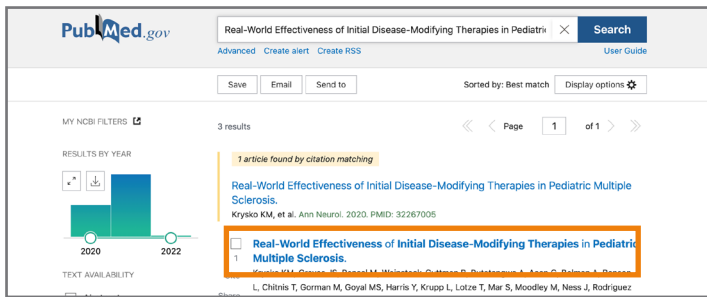 PubMed.gov
Real-World Effectiveness of Initial Disease-Modifying Therapies in Pediatric
Search
Advanced Create alert Create RSS
User Guide
Save Email Send to
Sorted by: Best match
Display options
MY NCBI FILTERS
3 results
Page 1 of 1
RESULTS BY YEAR
1 article found by citation matching
Real-World Effectiveness of Initial Disease-Modifying Therapies in Pediatric Multiple
Sclerosis.
Krysko KM, et al. Ann Neurol. 2020. PMID: 32267005
2020 2022
Real-World Effectiveness of Initial Disease-Modifying Therapies in Pediatric
1
Multiple Sclerosis.
TEXT AVAILABILITY
L, Chitnis T, Gorman M, Goyal MS, Harris Y, Krupp L, Lotze T, Mar S, Moodley M, Ness J, Rodriguez